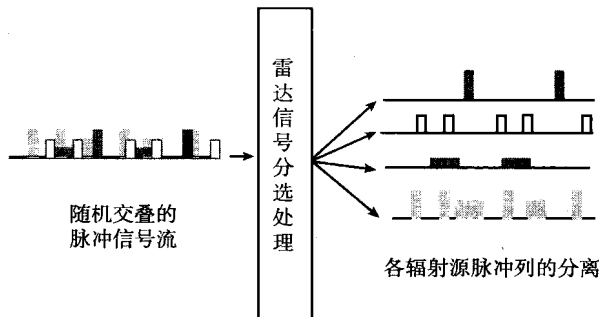 随机交叠的
脉冲信号流
雷达信号分选处理
各辐射源脉冲列的分离